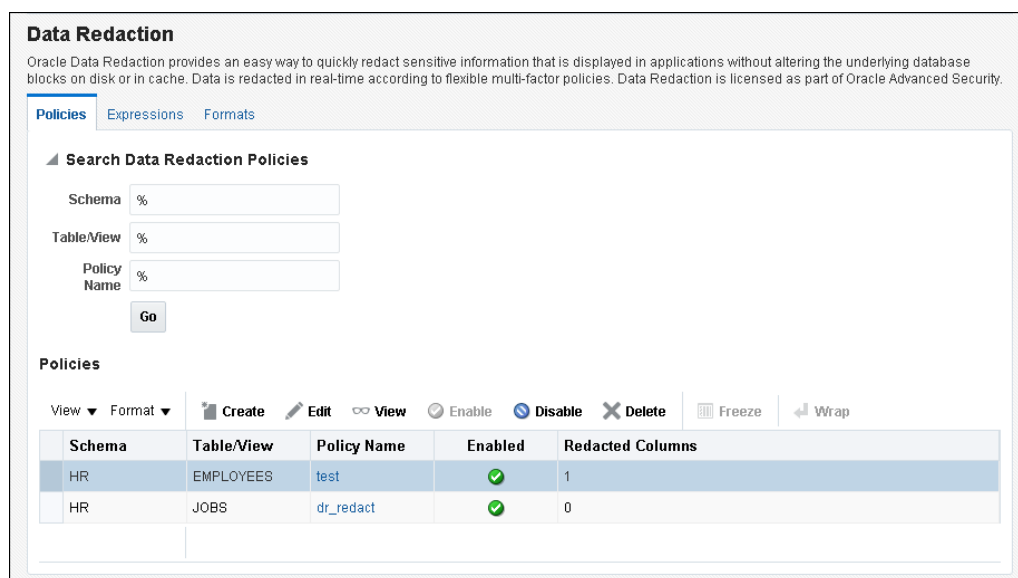 Data Redaction
Oracle Data Redaction provides an easy way to quickly redact sensitive information that is displayed in applications without altering the underlying database
blocks on disk or in cache. Data is redacted in real-time according to flexible multi-factor policies. Data Redaction is licensed as part of Oracle Advanced Security.
Policies Expressions Formats
Search Data Redaction Policies
Schema %
Table/View %
Policy
Name %
Go
Policies
View Format Create Edit View Enable Disable Delete Freeze Wrap
Schema Table/View Policy Name Enabled Redacted Columns
HR EMPLOYEES test 1
HR JOBS dr_redact 0